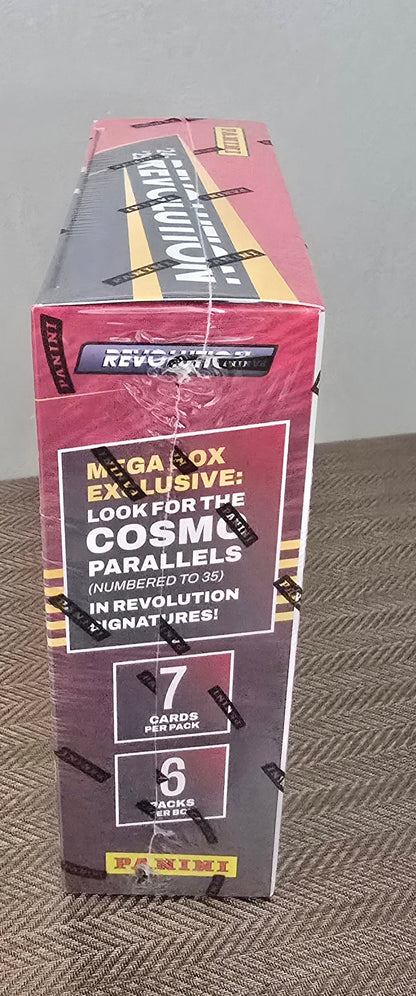 PANINI
REVOLUTION
REVOLUTION
MEGA BOX
EXCLUSIVE:
LOOK FOR THE
COSMO
PARALLELS
(NUMBERED TO 35)
IN REVOLUTION
SIGNATURES!
7
CARDS
PER PACK
6
PACKS
PER BOX
PANINI